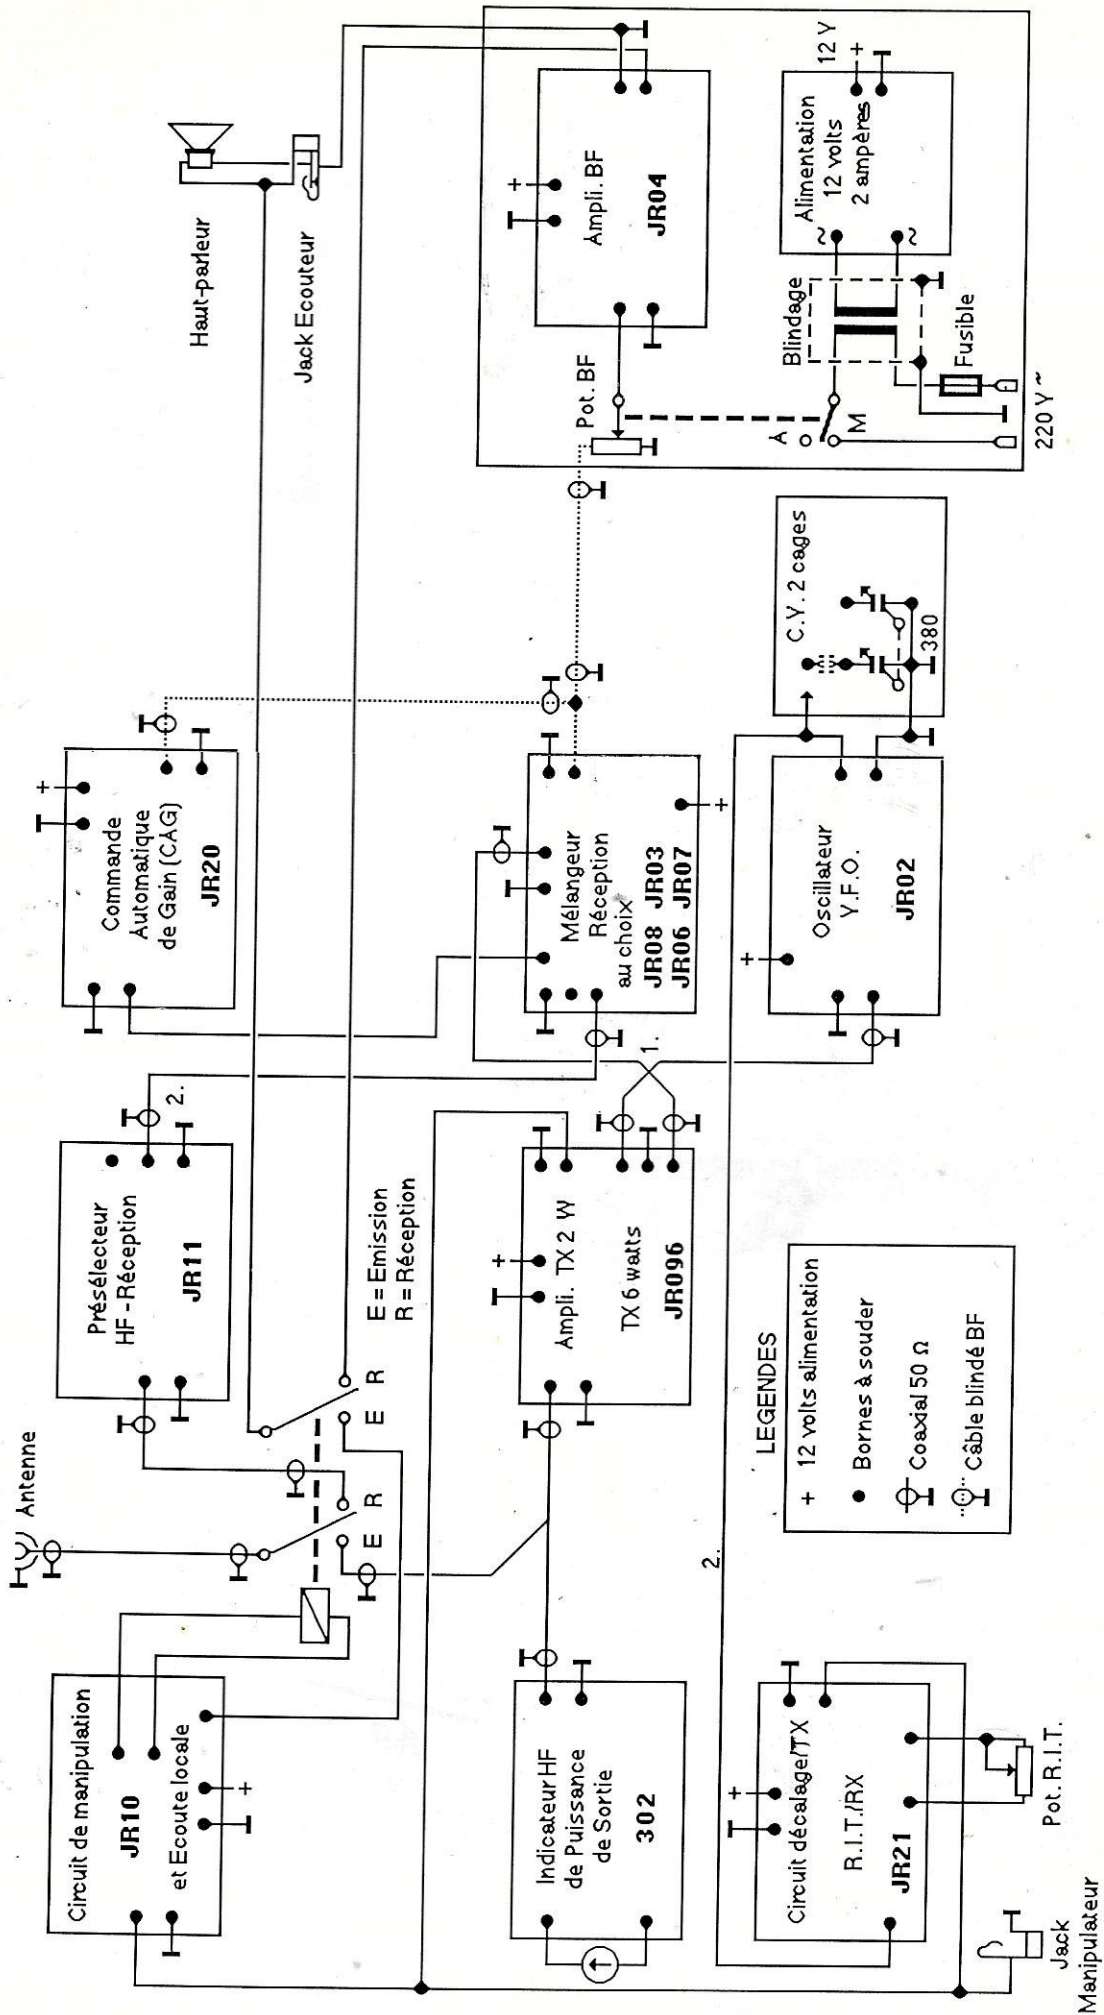 Antenne
Circuit de manipulation
JR10
et Ecoute locale
+
E
R
E
R
E = Emission
R = Réception
Présélecteur
HF - Réception
JR11
2.
Commande
Automatique
de Gain (CAG)
JR20
+
Haut-parleur
Jack Ecouteur
Indicateur HF
de Puissance
de Sortie
302
Ampli. TX 2 W
TX 6 watts
JR096
+
1.
Mélangeur
Réception
au choix
JR08 JR03
JR06 JR07
+
Pot. BF
Ampli. BF
JR04
+
Circuit décalage/TX
R.I.T./RX
JR21
+
Pot. R.I.T.
Jack
Manipulateur
2.
LEGENDES
+ 12 volts alimentation
Bornes à souder
Coaxial 50 Ω
Câble blindé BF
Oscillateur
V.F.O.
JR02
+
C.V. 2 cages
380
A
M
Blindage
Fusible
220 V ~
Alimentation
12 volts
2 ampères
~
~
12 V
+